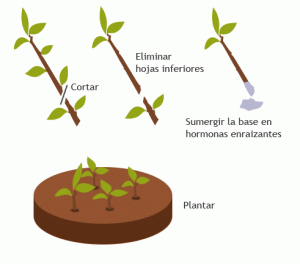 Cortar
Eliminar
hojas inferiores
Sumergir la base en
hormonas enraizantes
Plantar